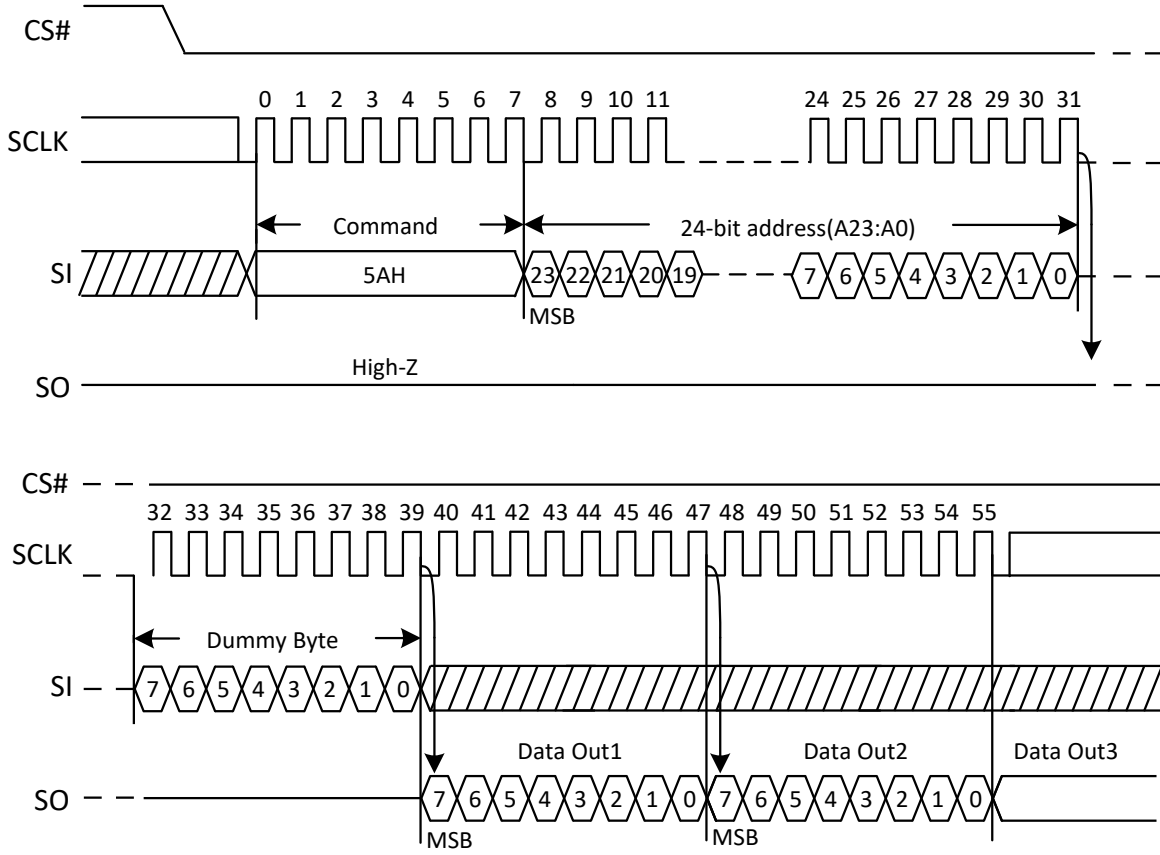 CS#
0 1 2 3 4 5 6 7 8 9 10 11 24 25 26 27 28 29 30 31
SCLK
Command 24-bit address(A23:A0)
SI 5AH 23 22 21 20 19 7 6 5 4 3 2 1 0
MSB
High-Z
SO
CS#
32 33 34 35 36 37 38 39 40 41 42 43 44 45 46 47 48 49 50 51 52 53 54 55
SCLK
Dummy Byte
SI 7 6 5 4 3 2 1 0
Data Out1 Data Out2 Data Out3
SO 7 6 5 4 3 2 1 0 7 6 5 4 3 2 1 0
MSB MSB